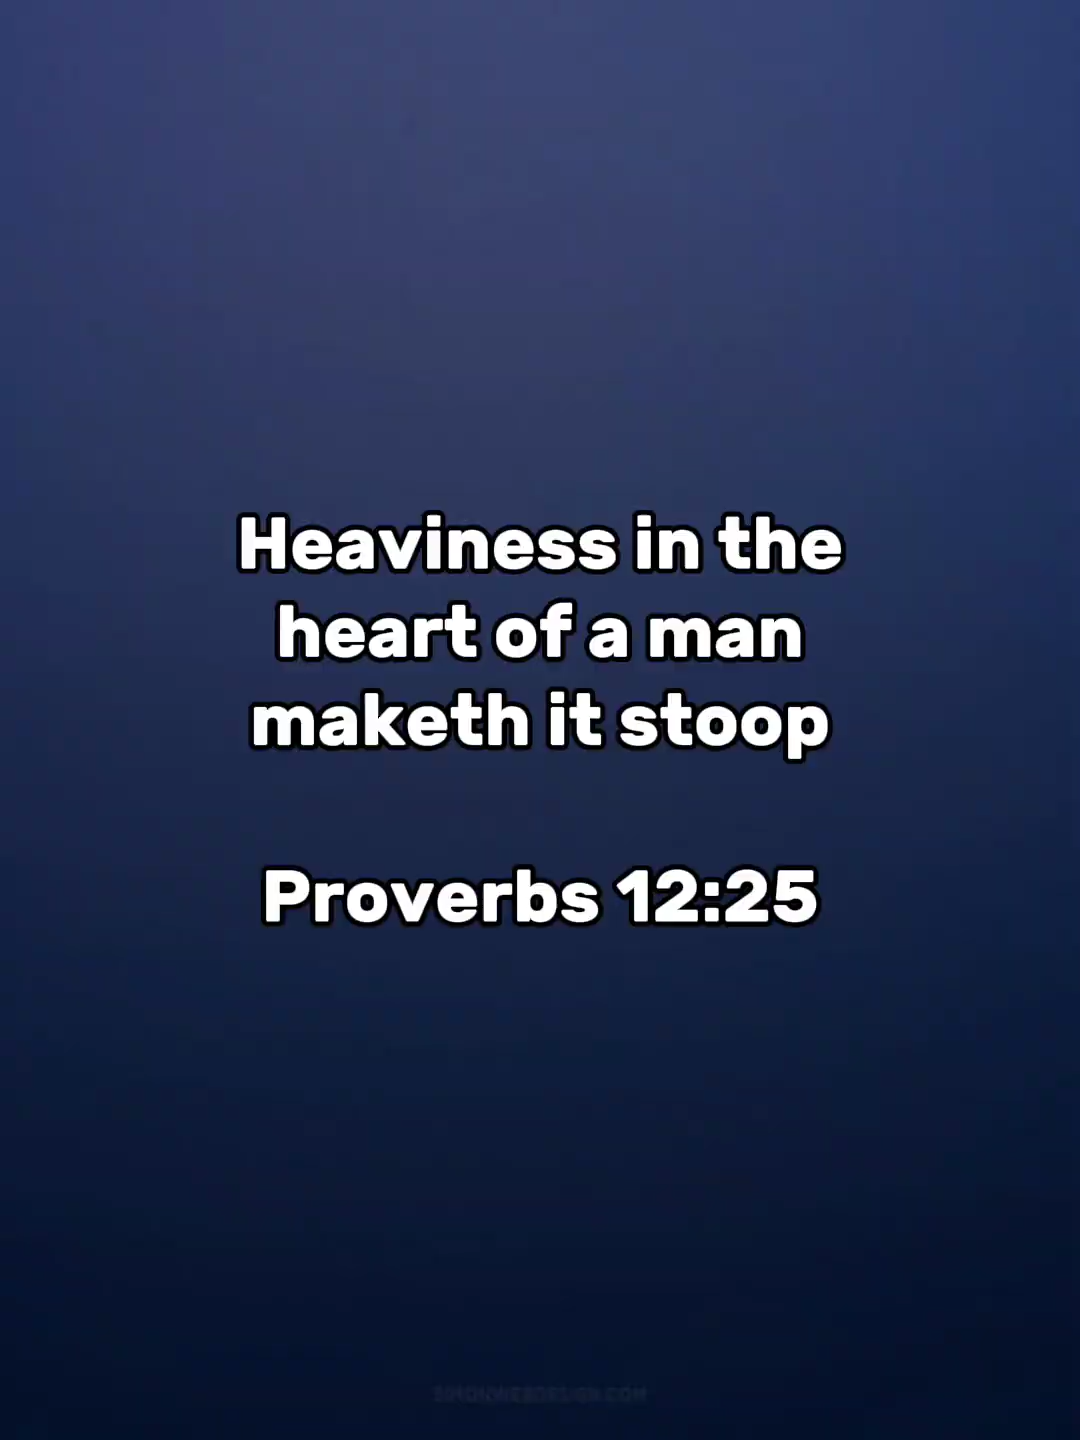 Heaviness in the
heart of a man
maketh it stoop
Proverbs 12:25